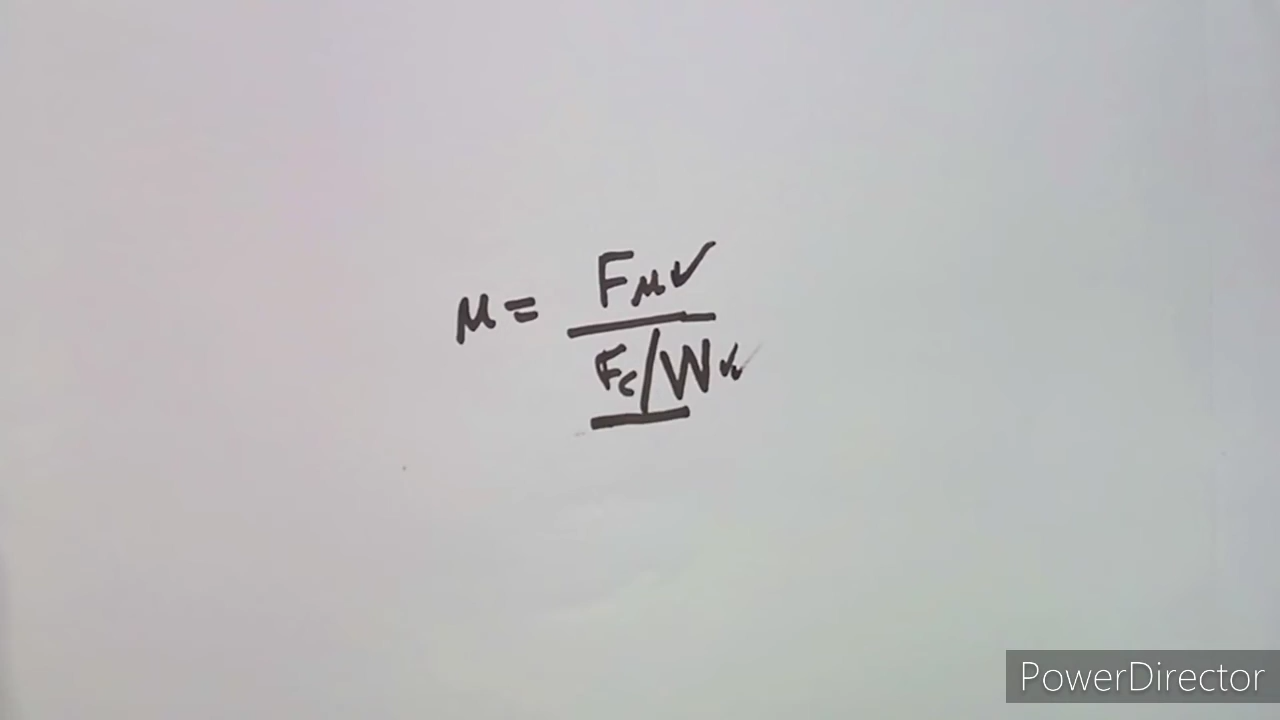 μ = Fμ ✓
Fc/W ✓
PowerDirector